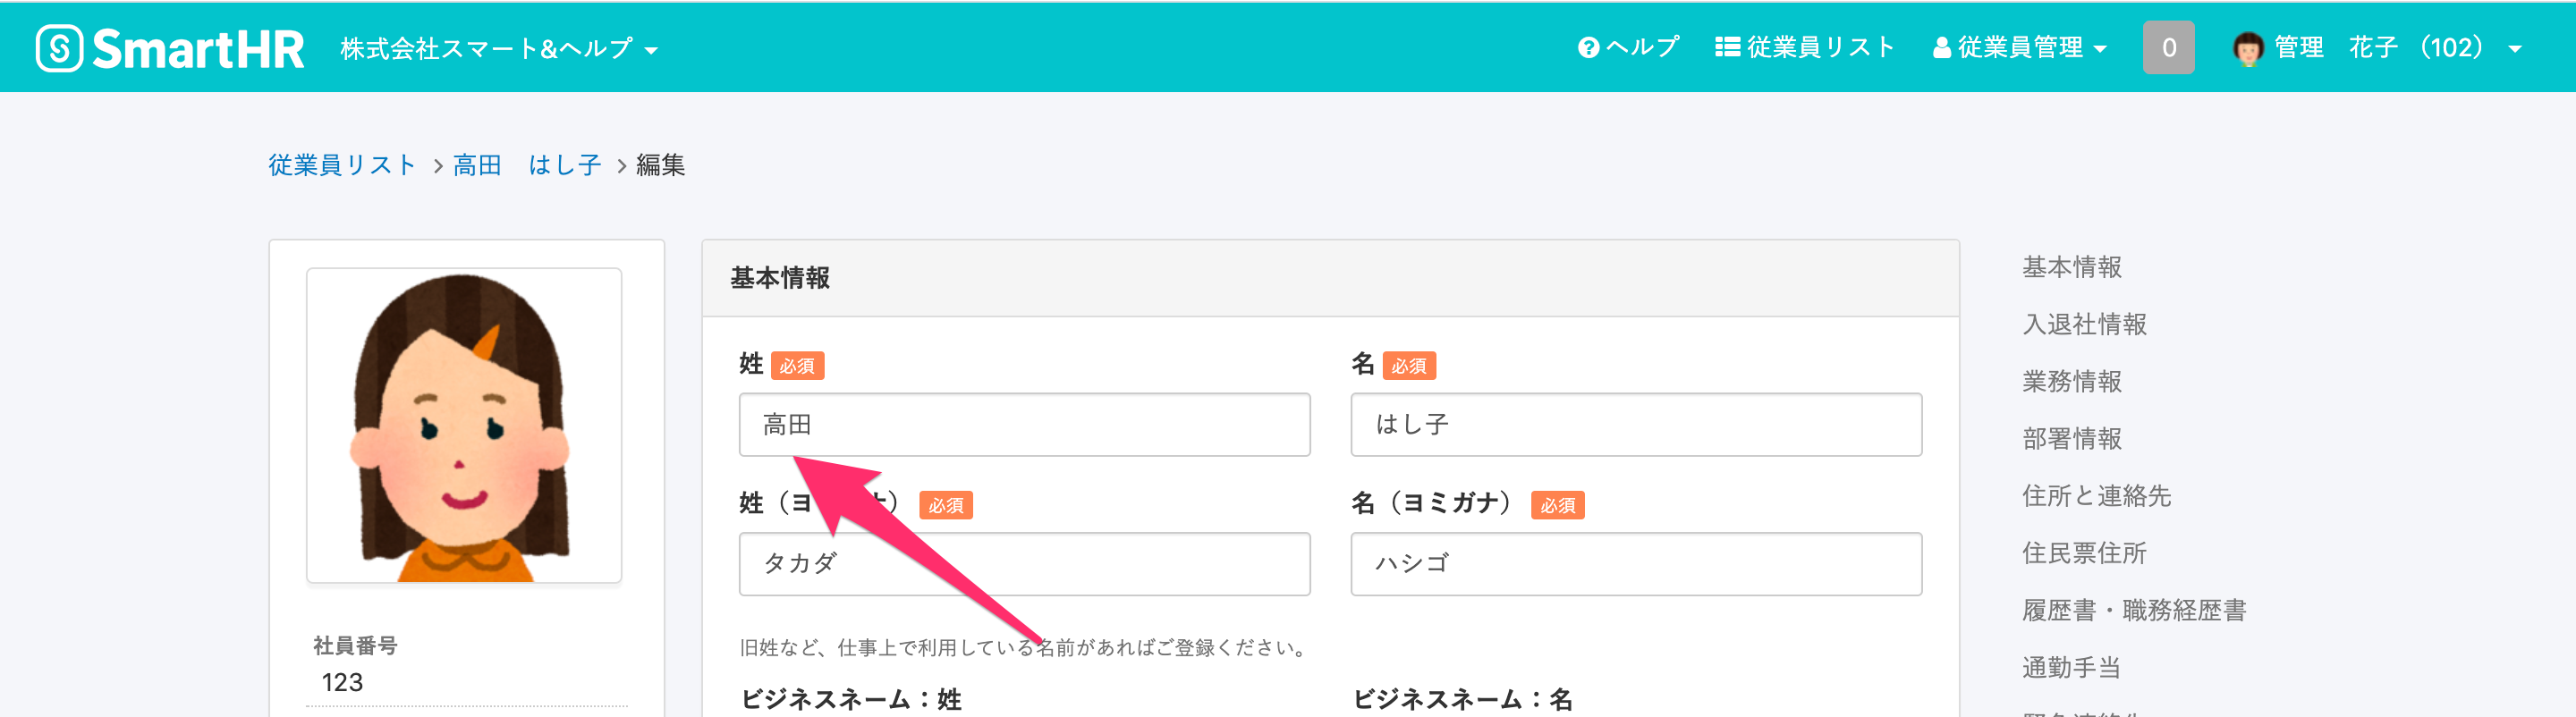 SmartHR 株式会社スマート&ヘルプ ヘルプ 従業員リスト 従業員管理 0 管理 花子 (102)
従業員リスト > 高田 はし子 > 編集
社員番号
123
基本情報
姓 必須 名 必須
高田 はし子
姓（ヨ ナ） 必須 名（ヨミガナ） 必須
タカダ ハシゴ
旧姓など、仕事上で利用している名前があればご登録ください。
ビジネスネーム：姓 ビジネスネーム：名
基本情報
入退社情報
業務情報
部署情報
住所と連絡先
住民票住所
履歴書・職務経歴書
通勤手当